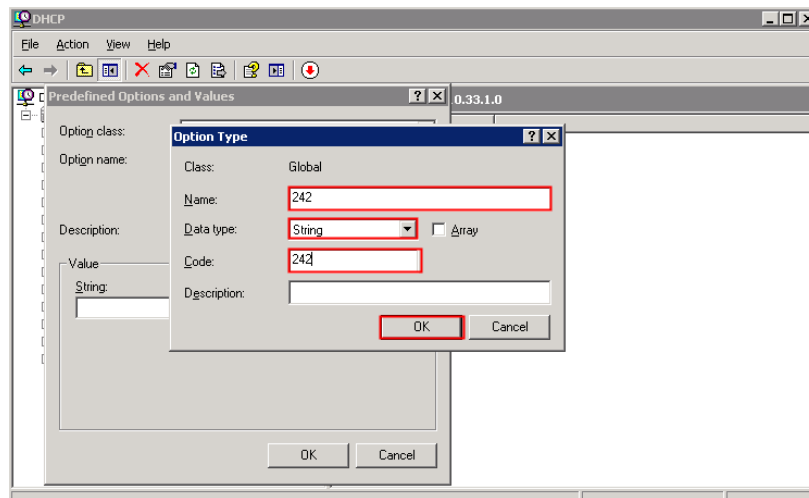 DHCP
File Action View Help
Predefined Options and Values
.0.33.1.0
Option class:
Option name:
Description:
Value
String:
OK Cancel
Option Type
Class: Global
Name: 242
Data type: String Array
Code: 242
Description:
OK Cancel